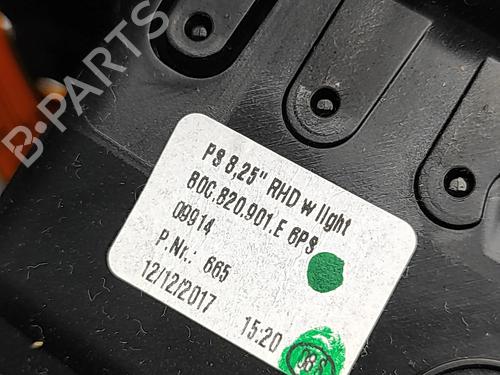 B-PARTS
PS 8,25" RHD w light
80C.820.901.E 6PS
09914
P.Nr.: 665
12/12/2017 15:20